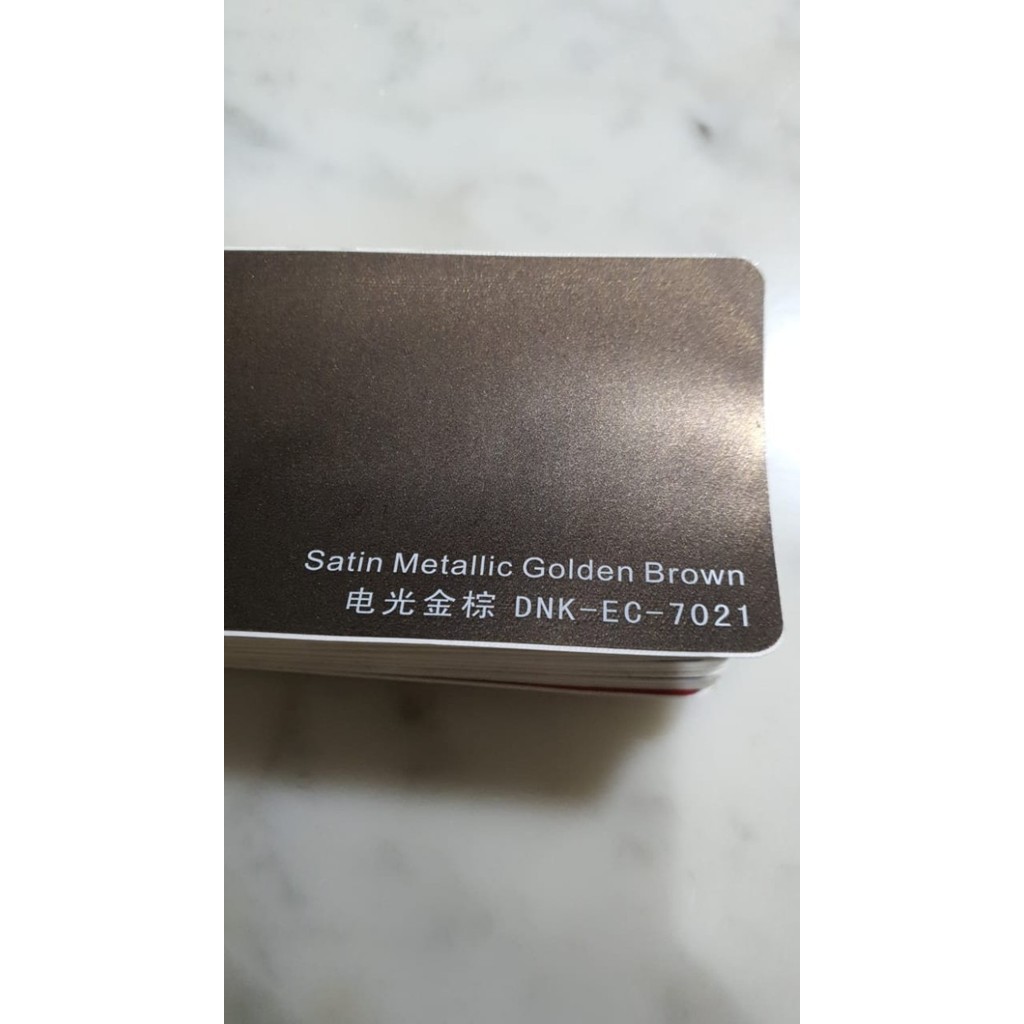 Satin Metallic Golden Brown
电光金棕 DNK-EC-7021